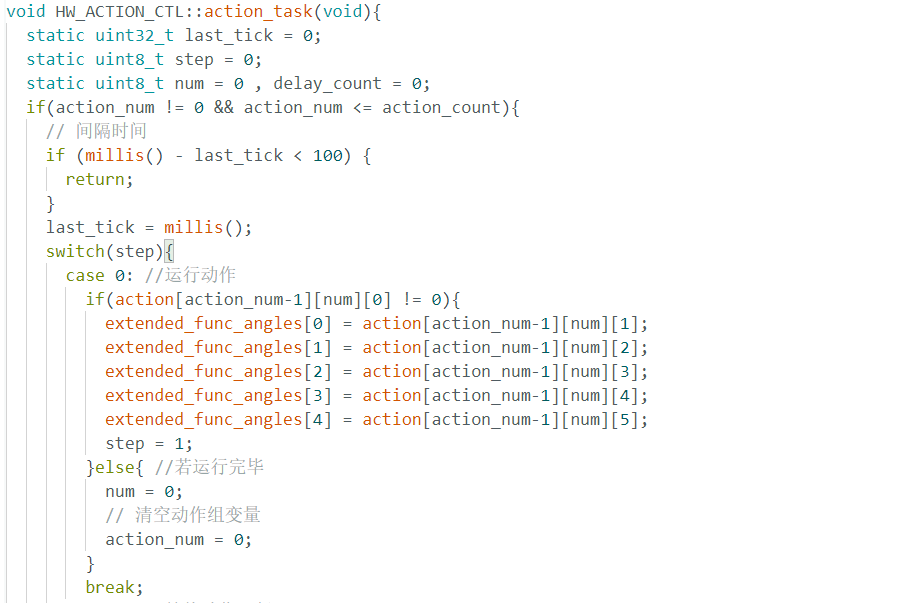 void HW_ACTION_CTL::action_task(void){
  static uint32_t last_tick = 0;
  static uint8_t step = 0;
  static uint8_t num = 0 , delay_count = 0;
  if(action_num != 0 && action_num <= action_count){
    // 间隔时间
    if (millis() - last_tick < 100) {
      return;
    }
    last_tick = millis();
    switch(step){
      case 0: //运行动作
        if(action[action_num-1][num][0] != 0){
          extended_func_angles[0] = action[action_num-1][num][1];
          extended_func_angles[1] = action[action_num-1][num][2];
          extended_func_angles[2] = action[action_num-1][num][3];
          extended_func_angles[3] = action[action_num-1][num][4];
          extended_func_angles[4] = action[action_num-1][num][5];
          step = 1;
        }else{ //若运行完毕
          num = 0;
          // 清空动作组变量
          action_num = 0;
        }
        break;